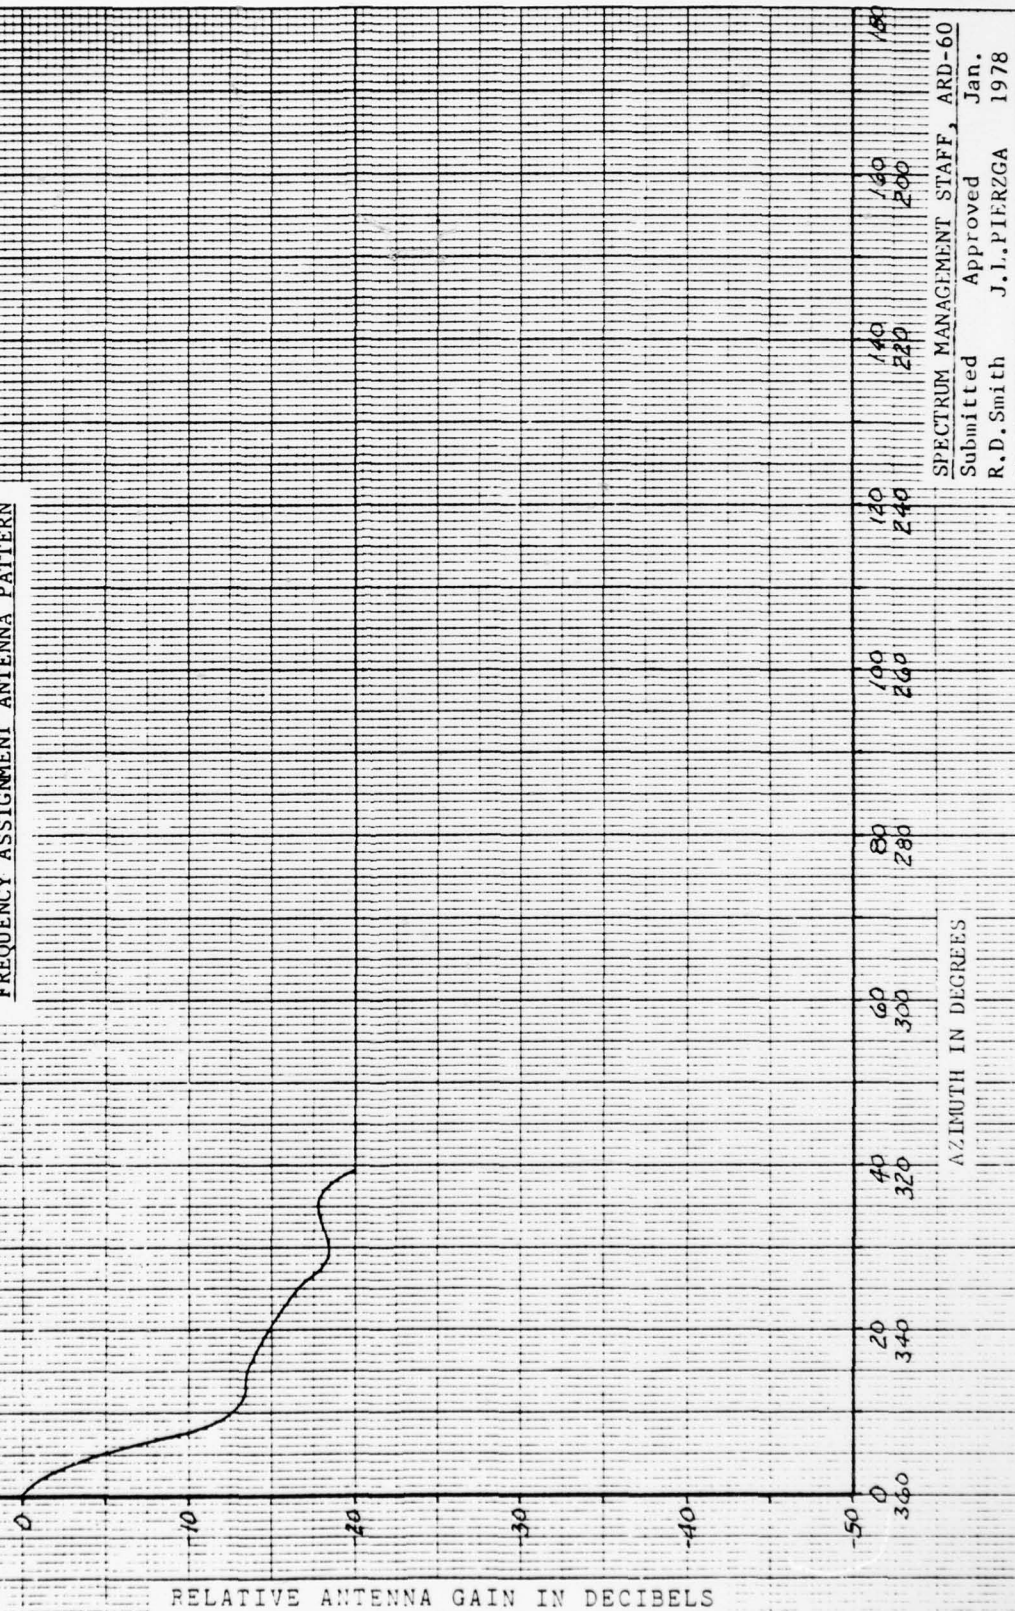 FREQUENCY ASSIGNMENT ANTENNA PATTERN
RELATIVE ANTENNA GAIN IN DECIBELS
0
-10
-20
-30
-40
-50
0 20 40 60 80 100 120 140 160 180
360 340 320 300 280 260 240 220 200
AZIMUTH IN DEGREES
SPECTRUM MANAGEMENT STAFF, ARD-60
Submitted Approved Jan.
R.D.Smith J.L.PIERZGA 1978